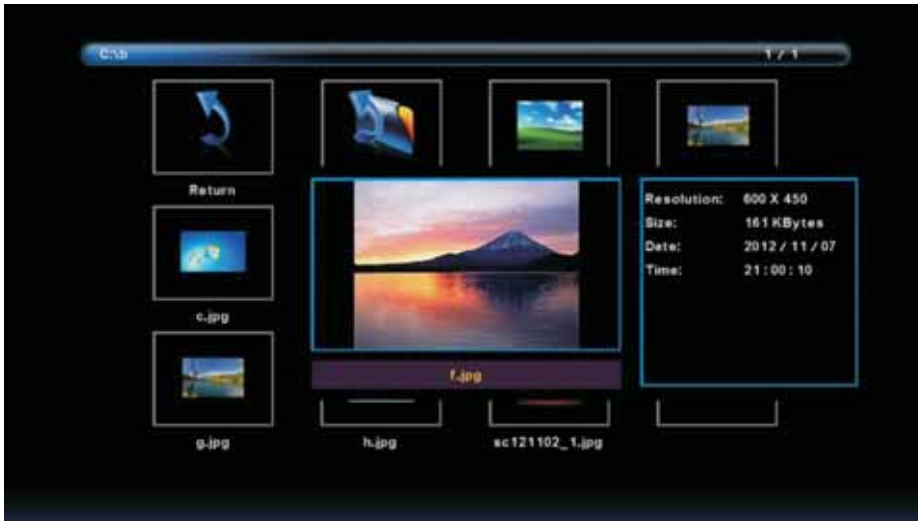 C:\b 1 / 1
Return
Resolution: 600 X 450
Size: 161 KBytes
Date: 2012 / 11 / 07
Time: 21 : 00 : 10
c.jpg
f.jpg
g.jpg h.jpg sc121102_1.jpg